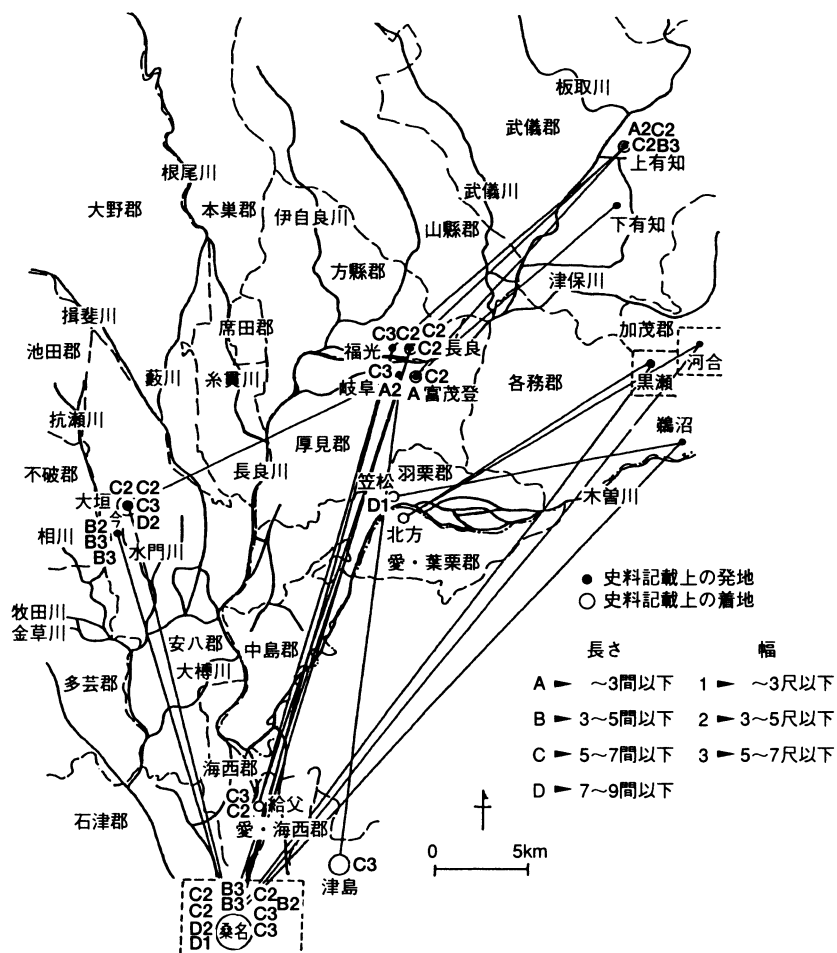 板取川
武儀郡
A2C2
C2B3
上有知
根尾川
大野郡
本巣郡
伊自良川
武儀川
山縣郡
下有知
方縣郡
津保川
揖斐川
席田郡
C3C2 C2
C2
加茂郡
池田郡
福光
長良
河合
藪川
糸貫川
C3
C2
岐阜
A2
A
富茂登
各務郡
黒瀬
杭瀬川
厚見郡
鵜沼
不破郡
長良川
笠松
羽栗郡
C2 C2
大垣
C3
D2
D1
木曽川
今
B2
B3
B3
北方
相川
水門川
愛・葉栗郡
● 史料記載上の発地
○ 史料記載上の着地
牧田川
金草川
安八郡
中島郡
長さ
幅
大榑川
多芸郡
A ► ~3間以下
1 ► ~3尺以下
B ► 3~5間以下
2 ► 3~5尺以下
C ► 5~7間以下
3 ► 5~7尺以下
D ► 7~9間以下
海西郡
C3
C2
給父
石津郡
愛・海西郡
0
5km
C3
津島
C2
C2
D2
D1
B3
B3
C2
B2
C3
C3
桑名